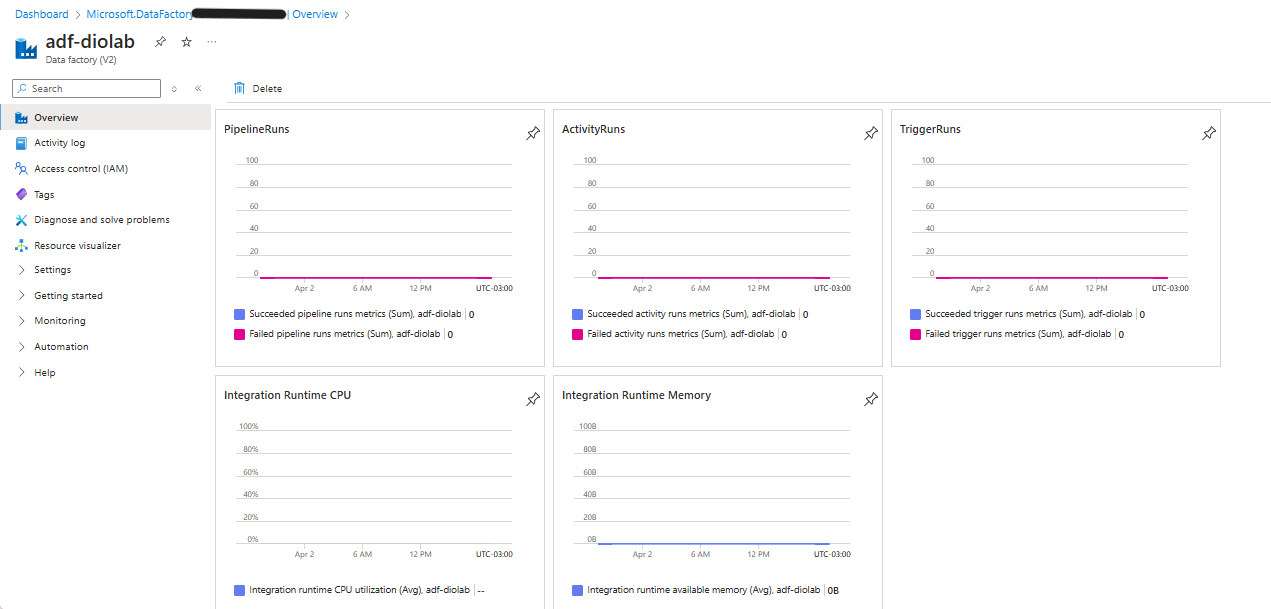 Dashboard > Microsoft.DataFactory | Overview >
adf-diolab
Data factory (V2)
Search
Delete
Overview
Activity log
Access control (IAM)
Tags
Diagnose and solve problems
Resource visualizer
Settings
Getting started
Monitoring
Automation
Help
PipelineRuns
100
80
60
40
20
0
Apr 2 6 AM 12 PM UTC-03:00
Succeeded pipeline runs metrics (Sum), adf-diolab | 0
Failed pipeline runs metrics (Sum), adf-diolab | 0
ActivityRuns
100
80
60
40
20
0
Apr 2 6 AM 12 PM UTC-03:00
Succeeded activity runs metrics (Sum), adf-diolab | 0
Failed activity runs metrics (Sum), adf-diolab | 0
TriggerRuns
100
80
60
40
20
0
Apr 2 6 AM 12 PM UTC-03:00
Succeeded trigger runs metrics (Sum), adf-diolab | 0
Failed trigger runs metrics (Sum), adf-diolab | 0
Integration Runtime CPU
100%
80%
60%
40%
20%
0%
Apr 2 6 AM 12 PM UTC-03:00
Integration runtime CPU utilization (Avg), adf-diolab | --
Integration Runtime Memory
100B
80B
60B
40B
20B
0B
Apr 2 6 AM 12 PM UTC-03:00
Integration runtime available memory (Avg), adf-diolab | 0B